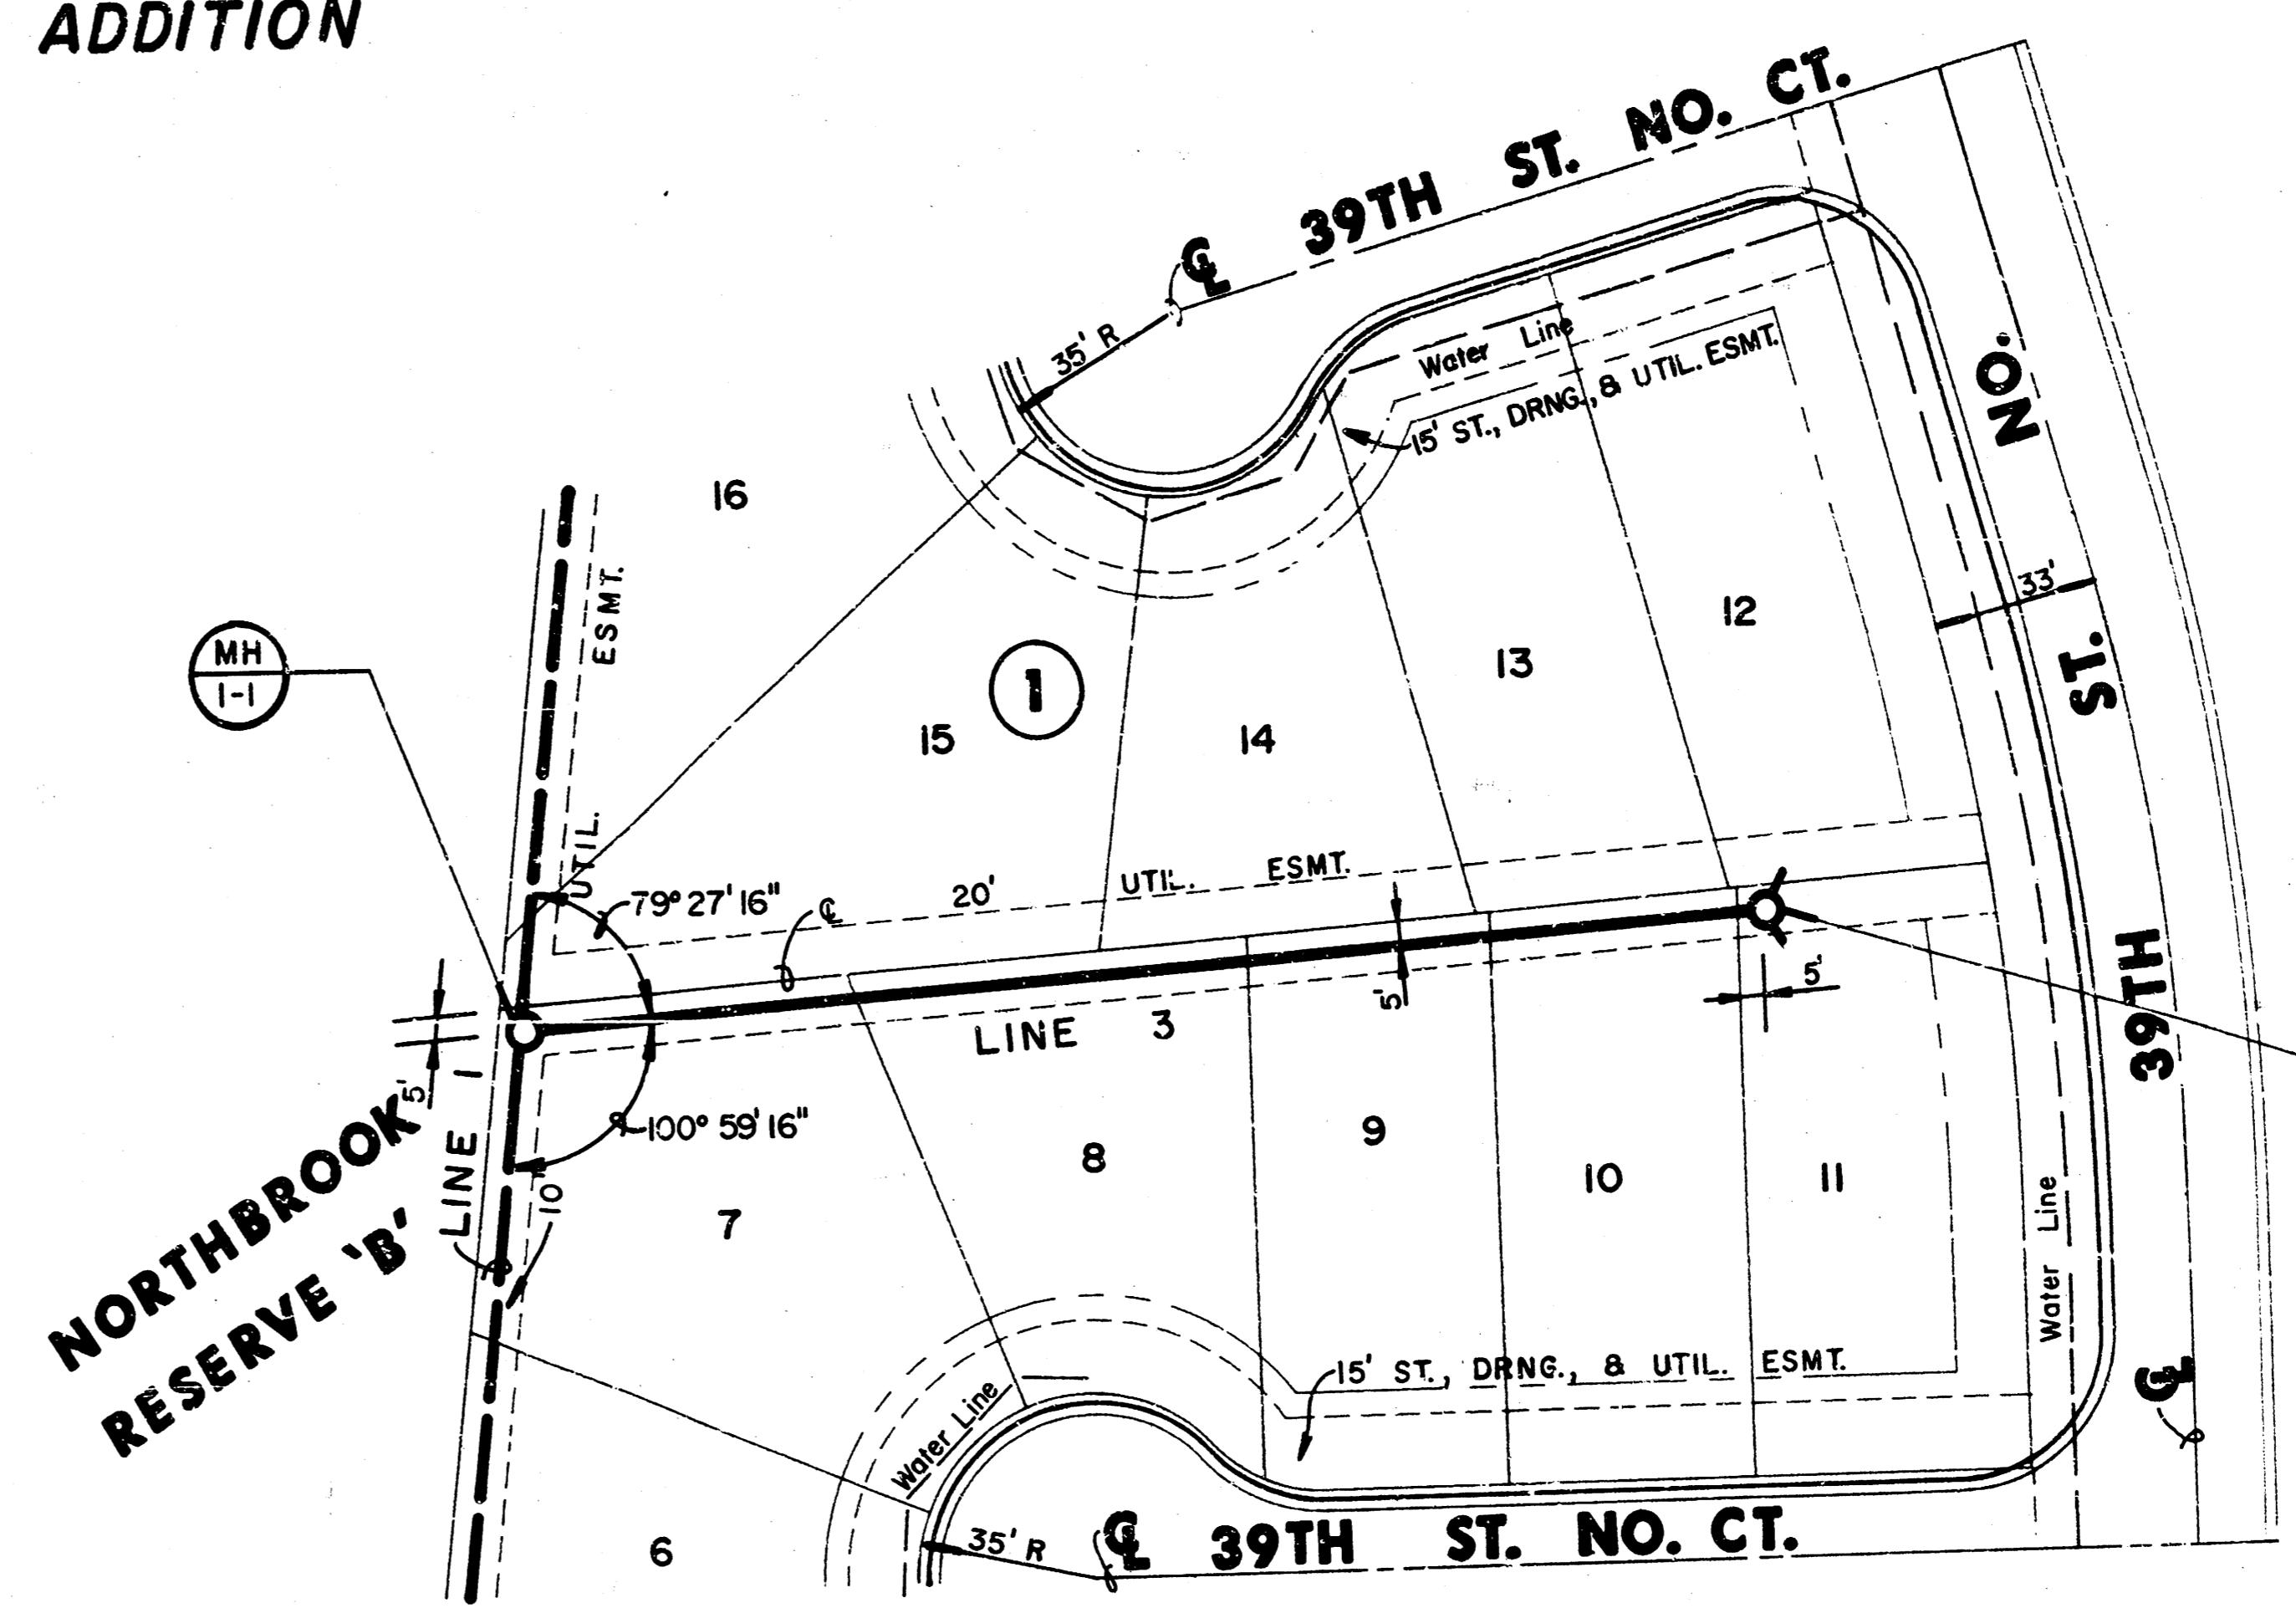 ADDITION
39TH ST. NO. CT.
℄
35' R
Water Line
15' ST., DRNG., & UTIL. ESMT.
NO.
ST.
39TH
33'
16
ESMT.
UTIL.
MH
1-1
12
13
1
15
14
79° 27' 16"
℄
20'
UTIL. ESMT.
5'
5'
5'
LINE 3
LINE 1
100° 59' 16"
10'
NORTHBROOK
RESERVE 'B'
7
8
9
10
11
Water Line
15' ST., DRNG., & UTIL. ESMT.
Water Line
℄
6
35' R
℄
39TH ST. NO. CT.